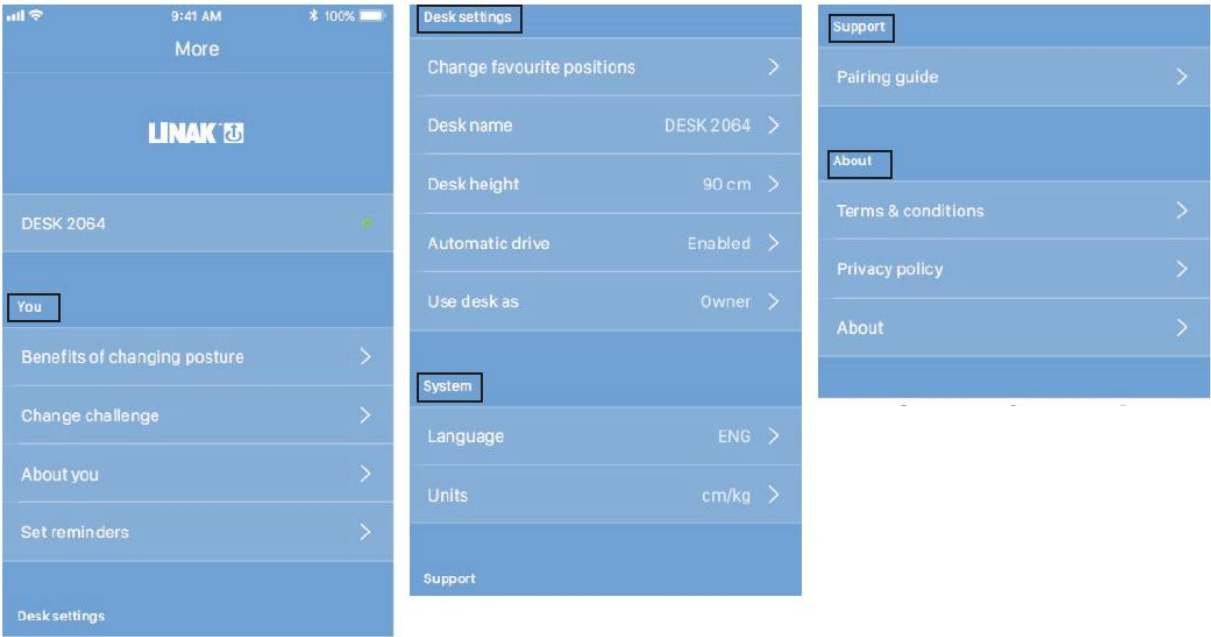 9:41 AM
100%
More
LINAK
DESK 2064
You
Benefits of changing posture
Change challenge
About you
Set reminders
Desk settings
Desk settings
Change favourite positions
Desk name DESK 2064
Desk height 90 cm
Automatic drive Enabled
Use desk as Owner
System
Language ENG
Units cm/kg
Support
Support
Pairing guide
About
Terms & conditions
Privacy policy
About